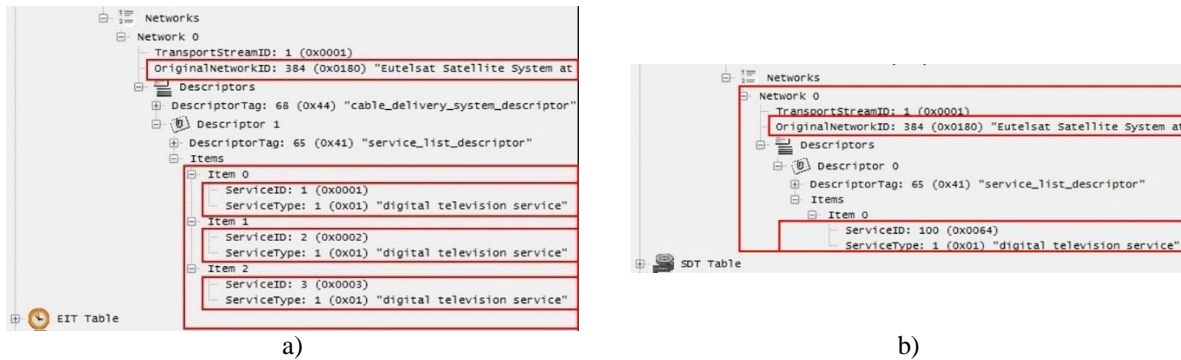 Networks
Network 0
TransportStreamID: 1 (0x0001)
OriginalNetworkID: 384 (0x0180) "Eutelsat Satellite System at
Descriptors
DescriptorTag: 68 (0x44) "cable_delivery_system_descriptor"
Descriptor 1
DescriptorTag: 65 (0x41) "service_list_descriptor"
Items
Item 0
ServiceID: 1 (0x0001)
ServiceType: 1 (0x01) "digital television service"
Item 1
ServiceID: 2 (0x0002)
ServiceType: 1 (0x01) "digital television service"
Item 2
ServiceID: 3 (0x0003)
ServiceType: 1 (0x01) "digital television service"
EIT Table
a)
Networks
Network 0
TransportStreamID: 1 (0x0001)
OriginalNetworkID: 384 (0x0180) "Eutelsat Satellite System at
Descriptors
Descriptor 0
DescriptorTag: 65 (0x41) "service_list_descriptor"
Items
Item 0
ServiceID: 100 (0x0064)
ServiceType: 1 (0x01) "digital television service"
SDT Table
b)